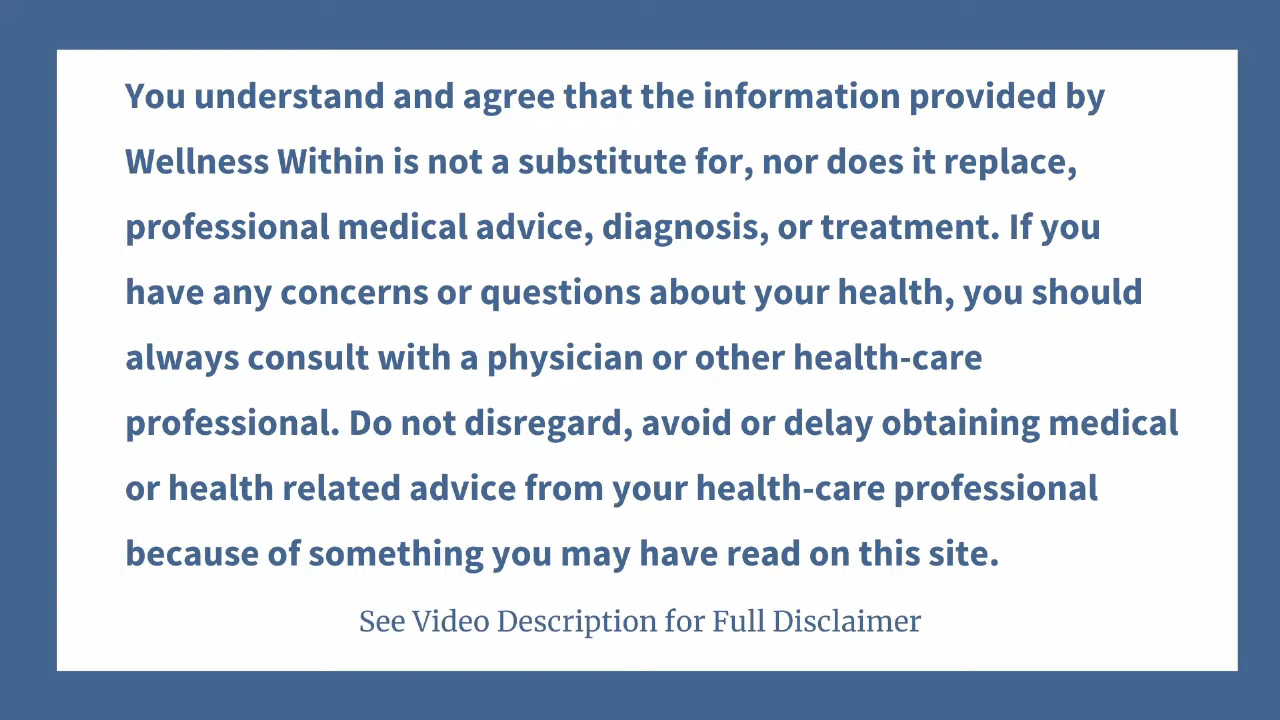 You understand and agree that the information provided by
Wellness Within is not a substitute for, nor does it replace,
professional medical advice, diagnosis, or treatment. If you
have any concerns or questions about your health, you should
always consult with a physician or other health-care
professional. Do not disregard, avoid or delay obtaining medical
or health related advice from your health-care professional
because of something you may have read on this site.
See Video Description for Full Disclaimer